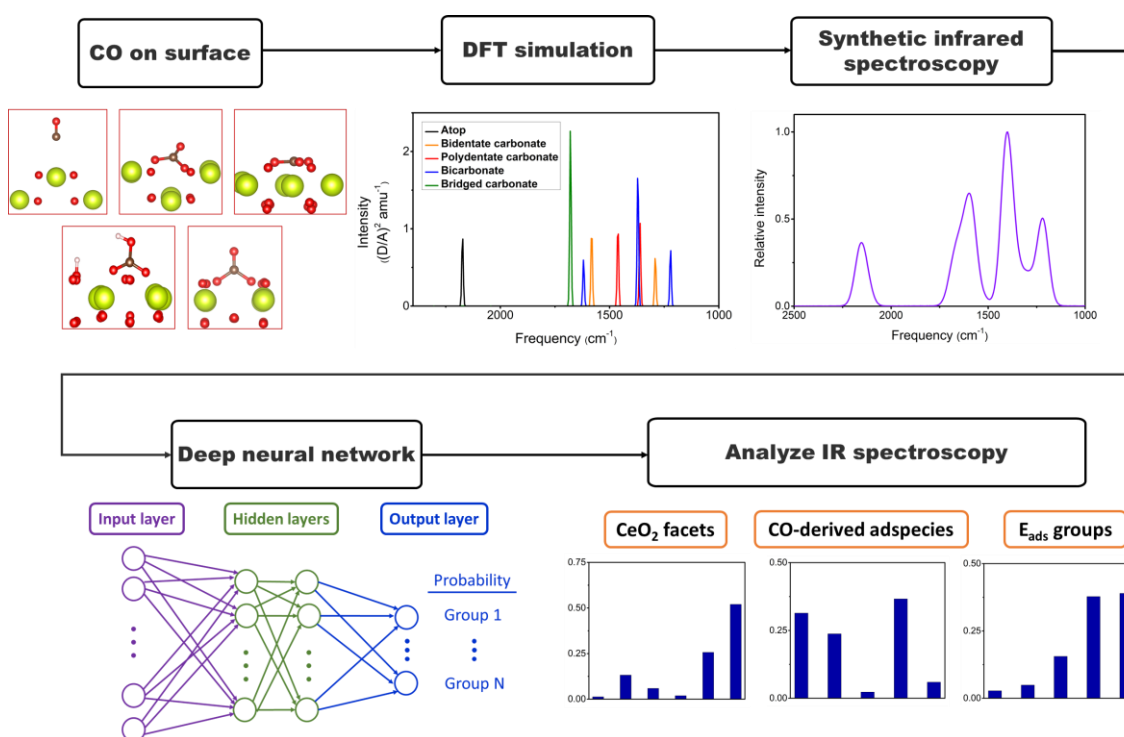 CO on surface
DFT simulation
Synthetic infrared
spectroscopy
Atop
Bidentate carbonate
Polydentate carbonate
Bicarbonate
Bridged carbonate
Intensity
((D/A)² amu⁻¹)
2
1
0
2000
1500
1000
Frequency (cm⁻¹)
Relative intensity
1.0
0.5
0.0
2500
2000
1500
1000
Frequency (cm⁻¹)
Deep neural network
Analyze IR spectroscopy
Input layer
Hidden layers
Output layer
Probability
Group 1
Group N
CeO₂ facets
CO-derived adspecies
Eads groups
0.75
0.50
0.25
0.00
0.50
0.25
0.00
0.50
0.25
0.00